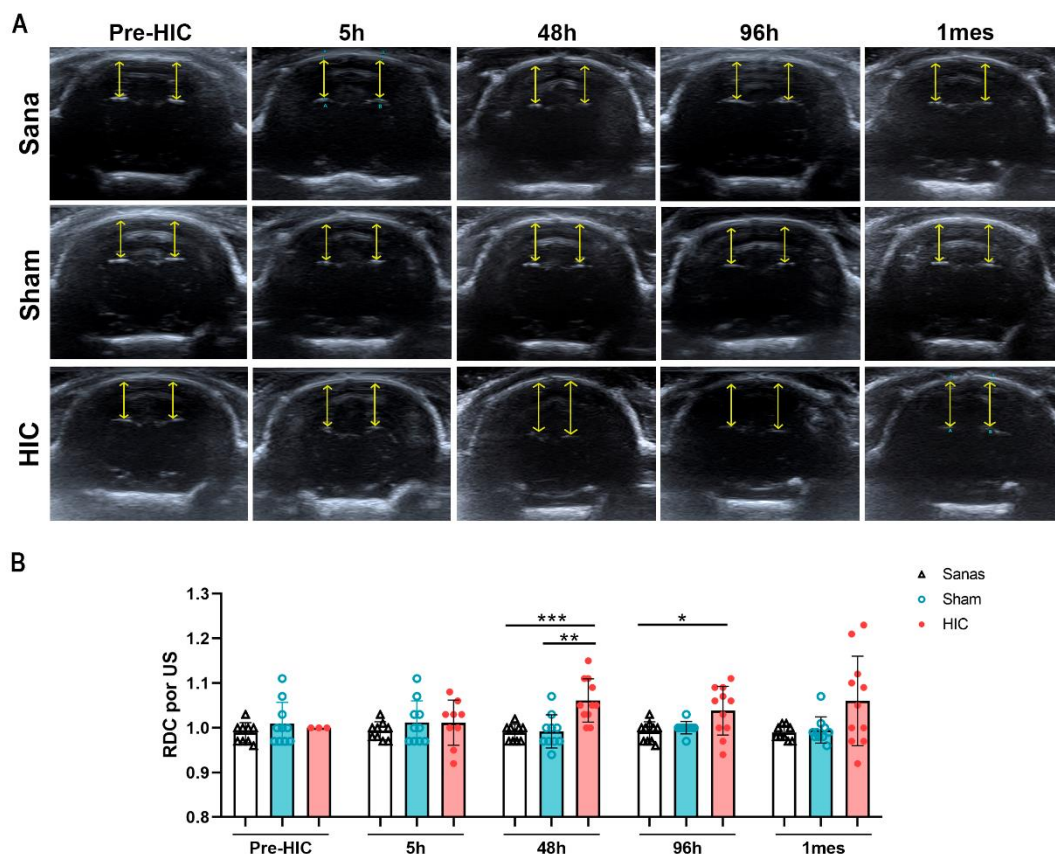 A
Pre-HIC 5h 48h 96h 1mes
Sana
Sham
HIC
B
Sanas
Sham
HIC
RDC por US
1.3
1.2
1.1
1.0
0.9
0.8
*** ** *
Pre-HIC 5h 48h 96h 1mes